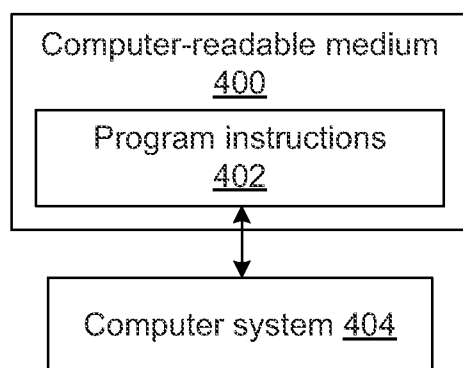 Computer-readable medium
400
Program instructions
402
Computer system 404